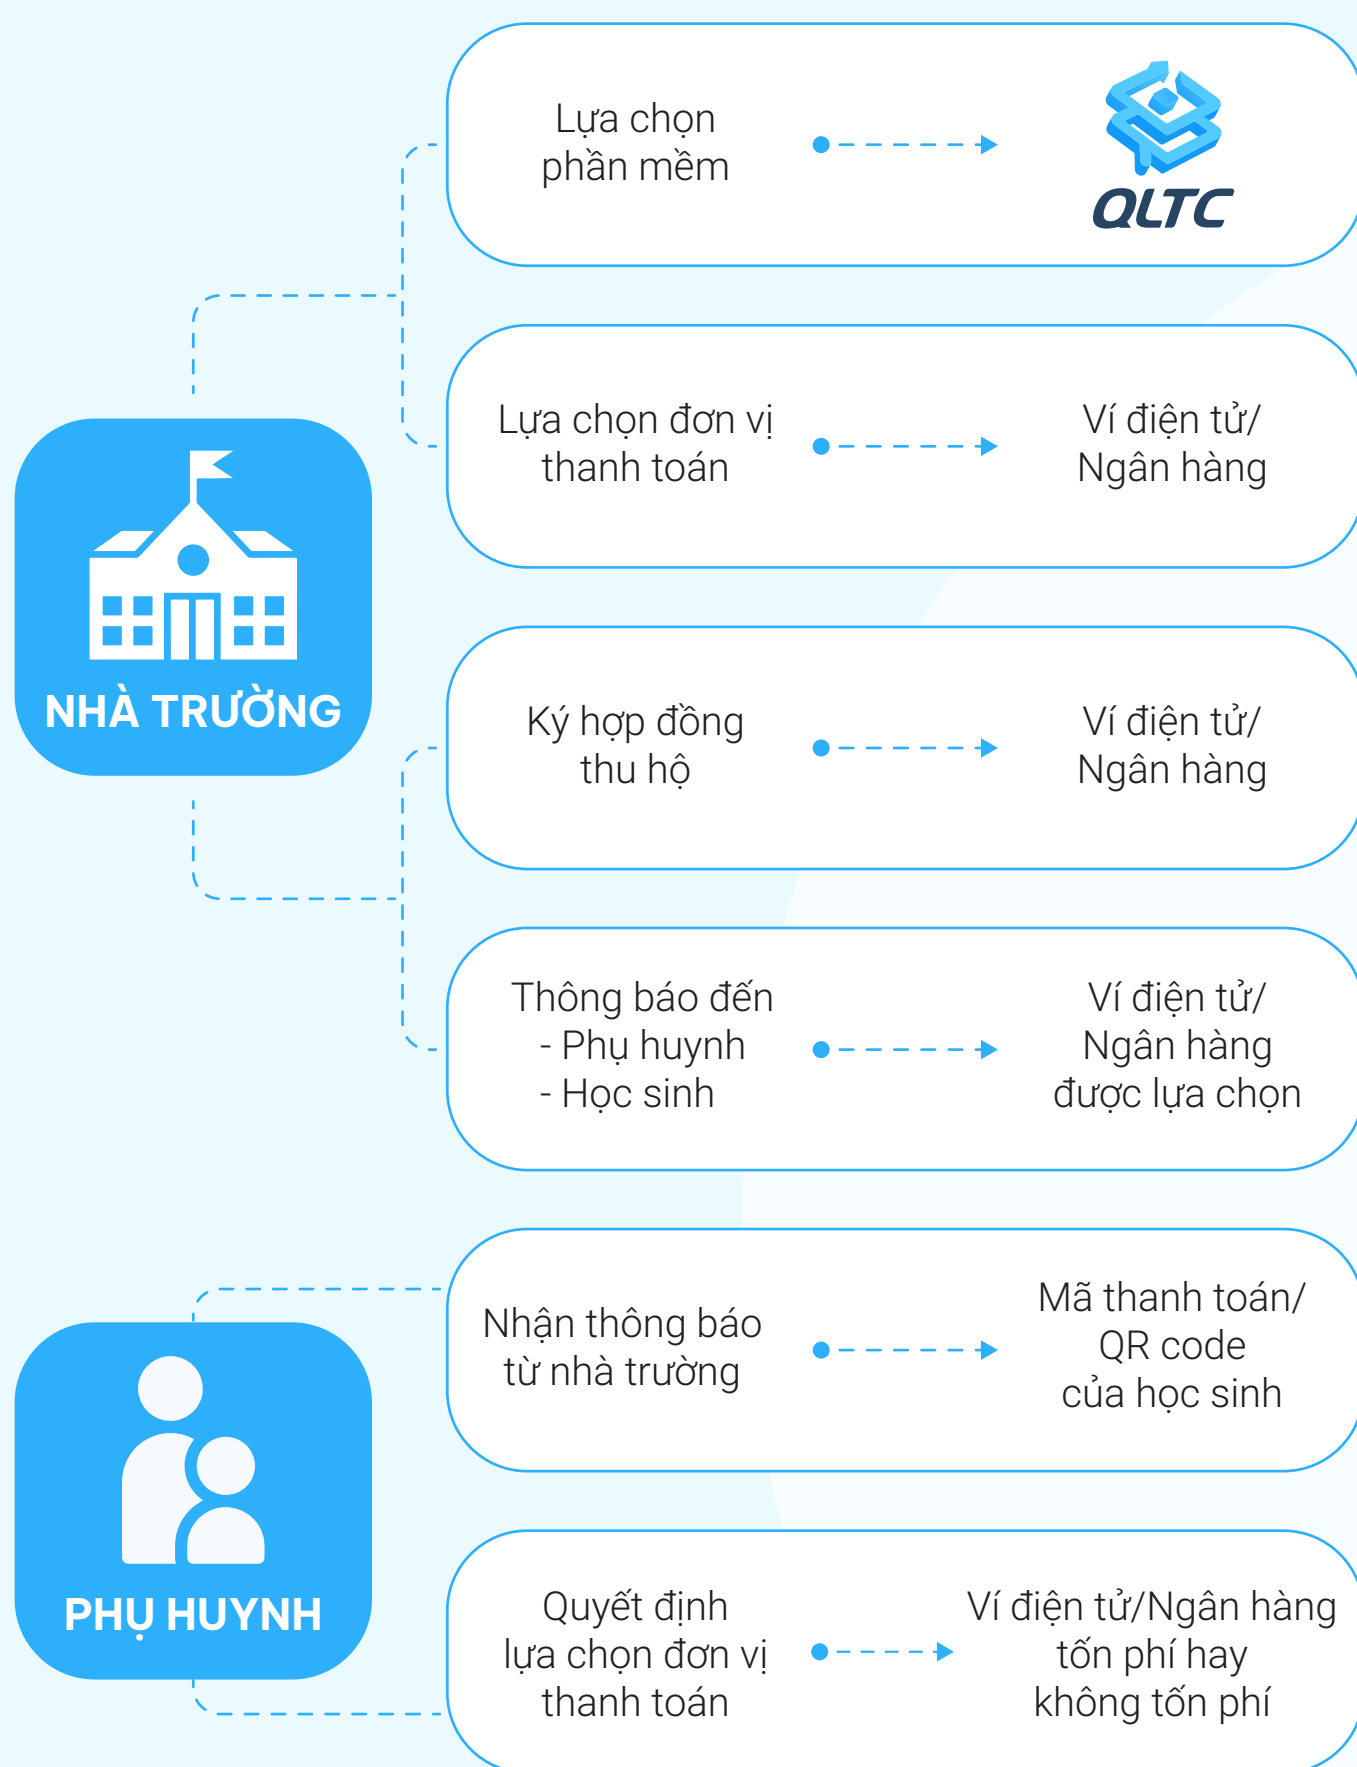 Lựa chọn
phần mềm
QLTC
Lựa chọn đơn vị
thanh toán
Ví điện tử/
Ngân hàng
NHÀ TRƯỜNG
Ký hợp đồng
thu hộ
Ví điện tử/
Ngân hàng
Thông báo đến
- Phụ huynh
- Học sinh
Ví điện tử/
Ngân hàng
được lựa chọn
Nhận thông báo
từ nhà trường
Mã thanh toán/
QR code
của học sinh
PHỤ HUYNH
Quyết định
lựa chọn đơn vị
thanh toán
Ví điện tử/Ngân hàng
tốn phí hay
không tốn phí